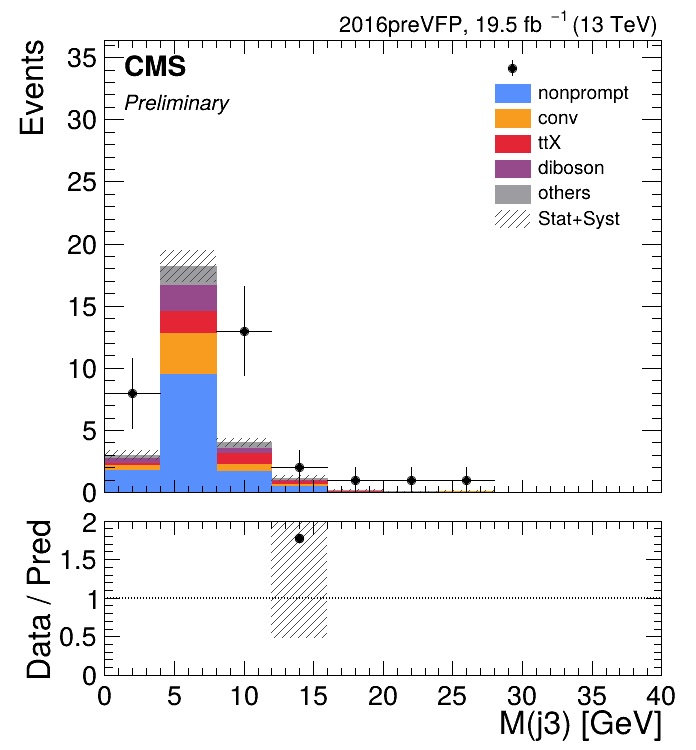 2016preVFP, 19.5 fb ⁻¹ (13 TeV)
CMS
Preliminary
nonprompt
conv
ttX
diboson
others
Stat+Syst
Events
35
30
25
20
15
10
5
0
Data / Pred
2
1.5
1
0.5
0
0 5 10 15 20 25 30 35 40
M(j3) [GeV]